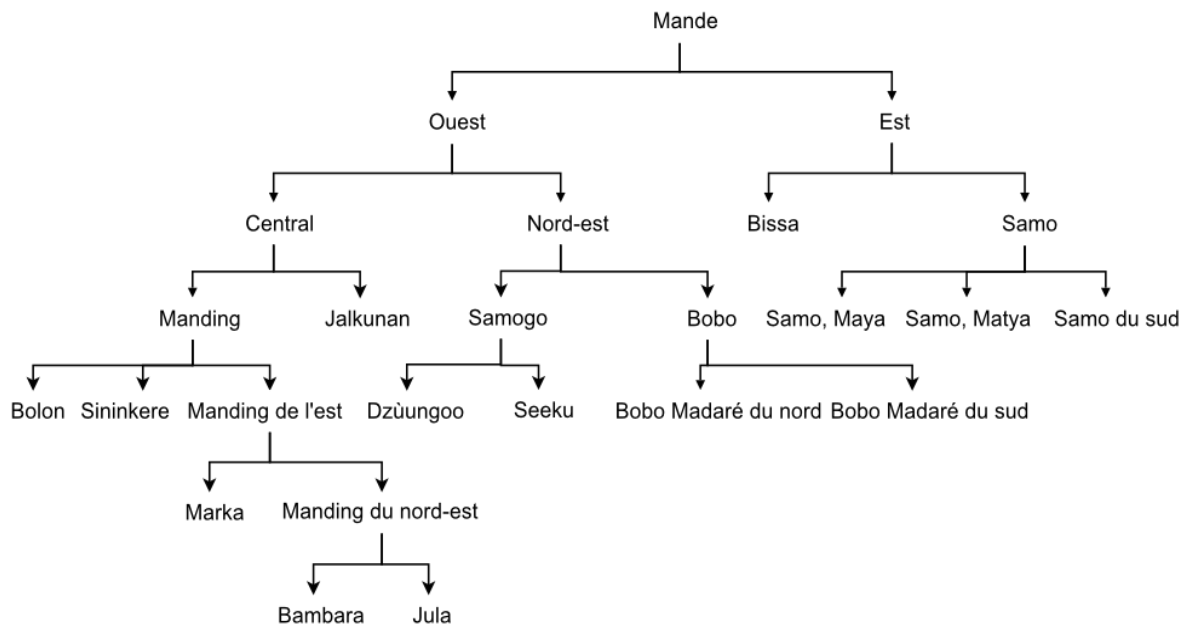 Mande
Ouest Est
Central Nord-est Bissa Samo
Manding Jalkunan Samogo Bobo Samo, Maya Samo, Matya Samo du sud
Bolon Sininkere Manding de l'est Dzùungoo Seeku Bobo Madaré du nord Bobo Madaré du sud
Marka Manding du nord-est
Bambara Jula